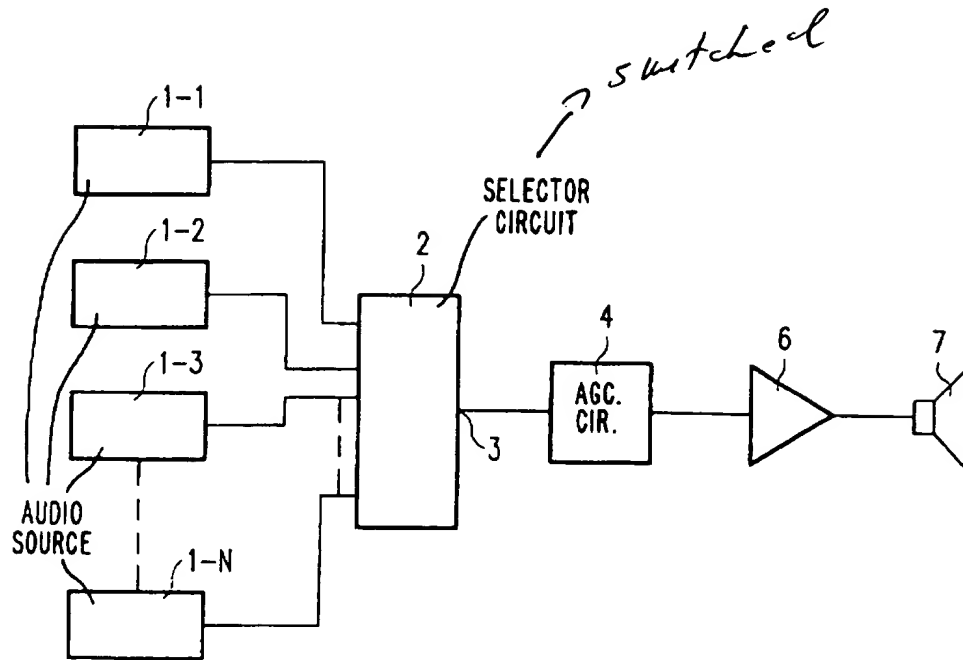 switched
1-1
SELECTOR
CIRCUIT
1-2
2
4
6
7
1-3
AGC.
CIR.
3
AUDIO
SOURCE
1-N